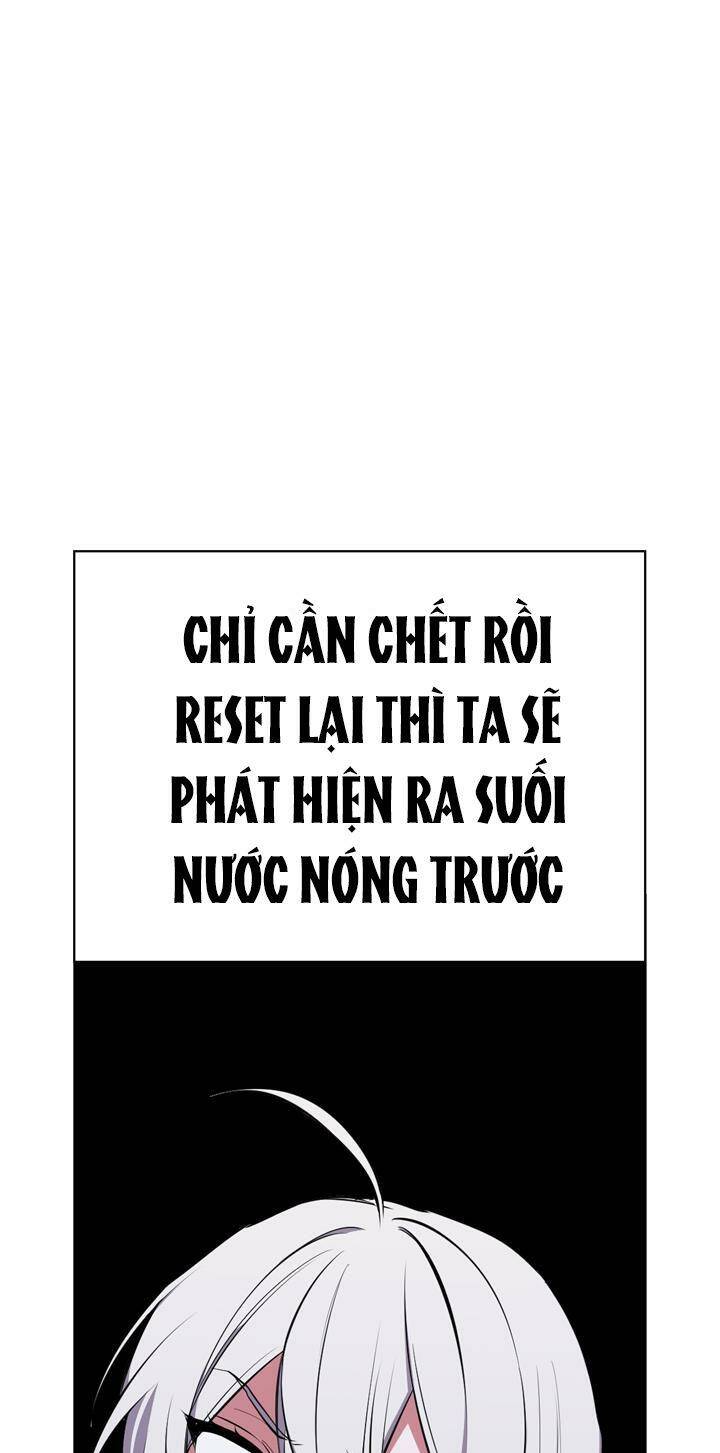 CHỈ CẦN CHẾT RỒI
RESET LẠI THÌ TA SẼ
PHÁT HIỆN RA SUỐI
NƯỚC NÓNG TRƯỚC